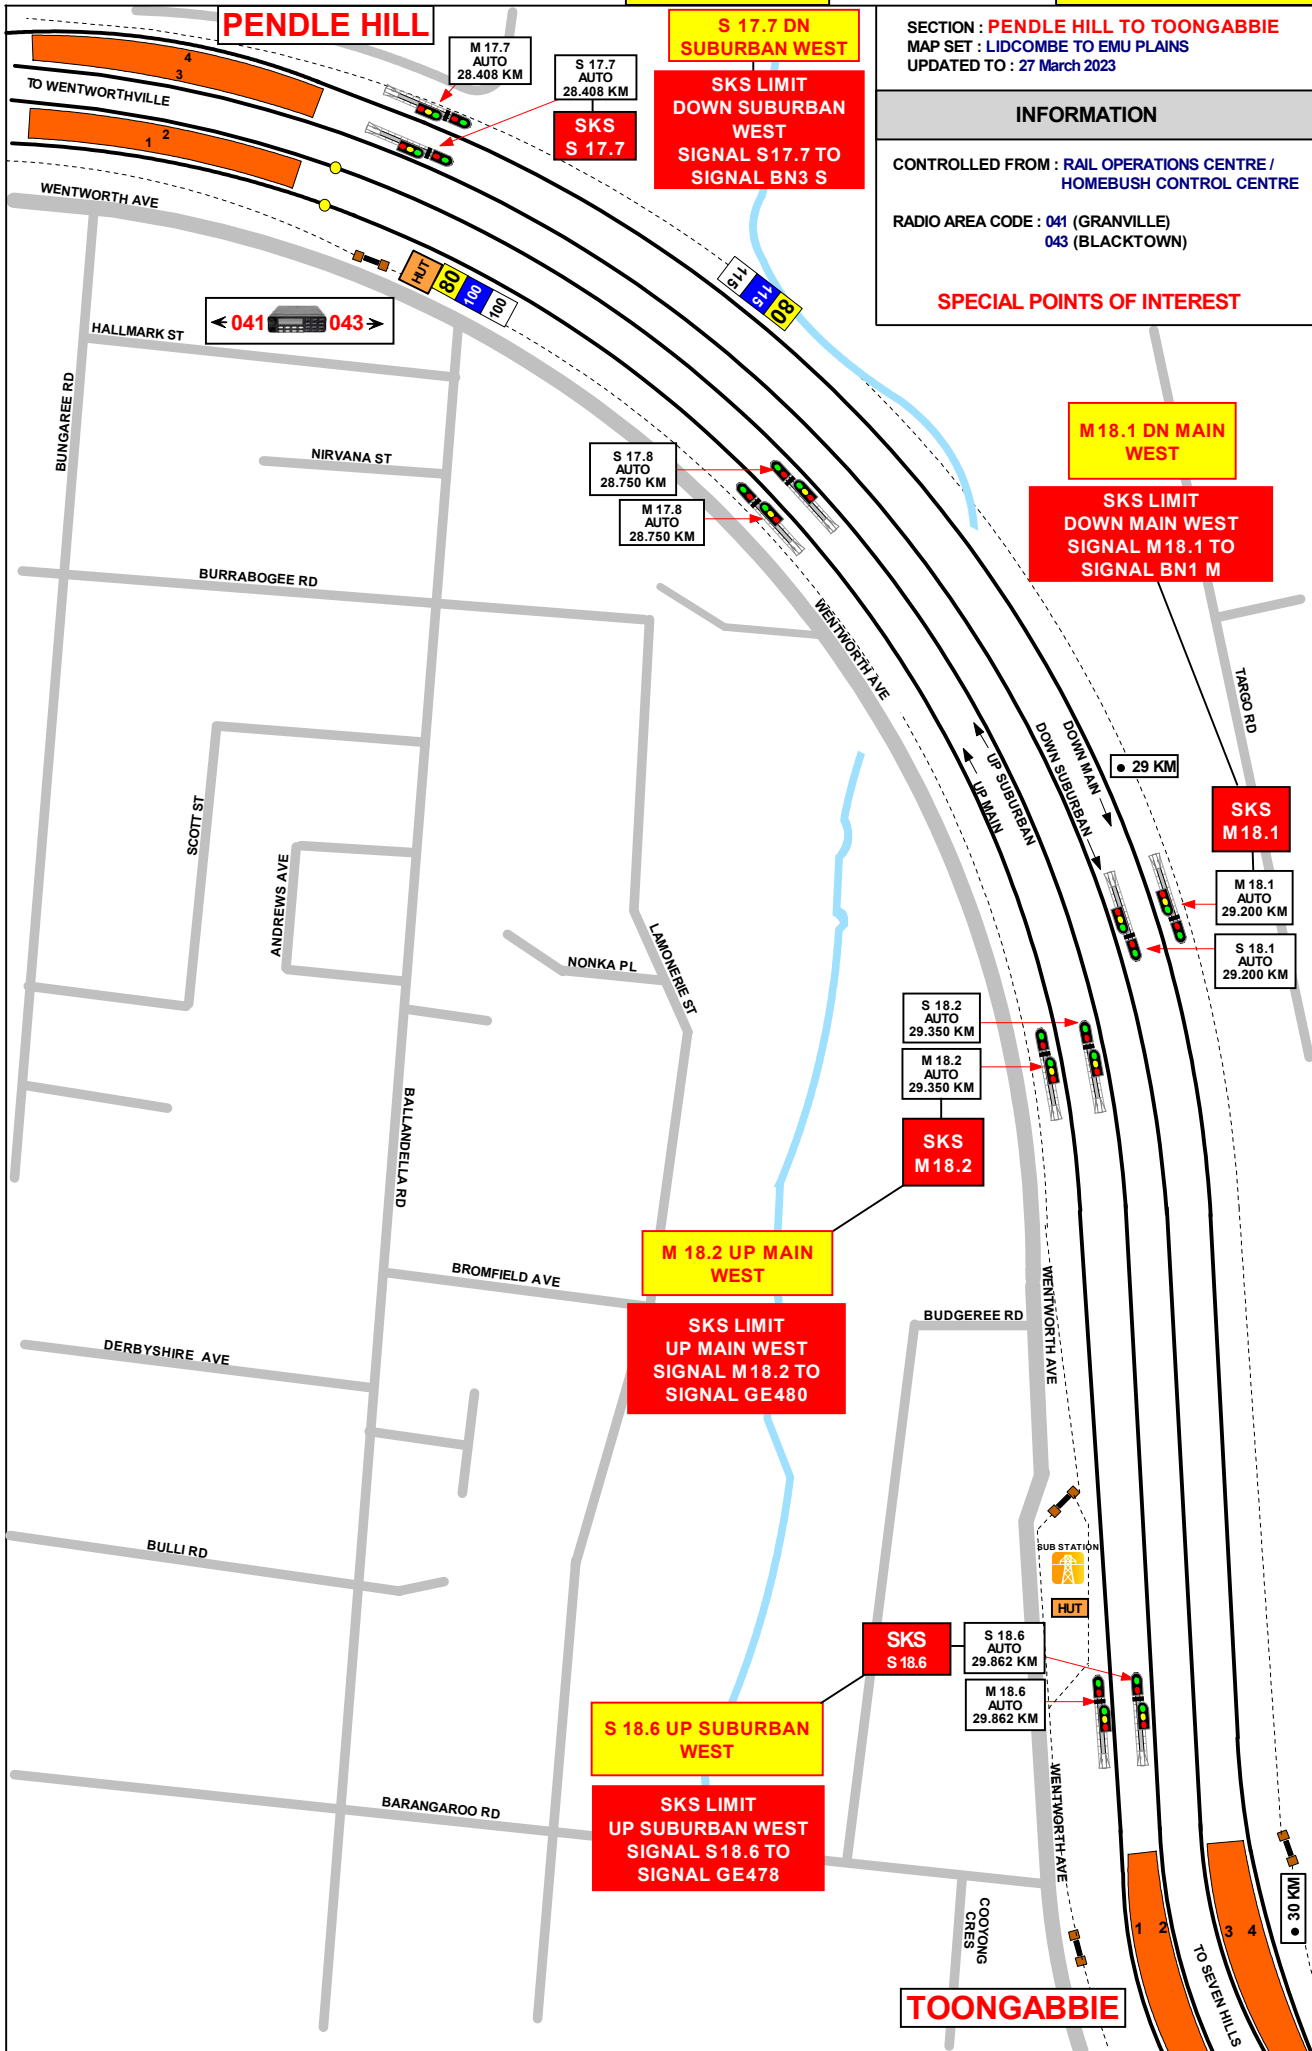 PENDLE HILL
S 17.7 DN
SUBURBAN WEST
SKS LIMIT
DOWN SUBURBAN
WEST
SIGNAL S17.7 TO
SIGNAL BN3 S
SECTION : PENDLE HILL TO TOONGABBIE
MAP SET : LIDCOMBE TO EMU PLAINS
UPDATED TO : 27 March 2023
INFORMATION
CONTROLLED FROM : RAIL OPERATIONS CENTRE /
HOMEBUSH CONTROL CENTRE
RADIO AREA CODE : 041 (GRANVILLE)
043 (BLACKTOWN)
SPECIAL POINTS OF INTEREST
M 17.7
AUTO
28.408 KM
S 17.7
AUTO
28.408 KM
SKS
S 17.7
4
3
TO WENTWORTHVILLE
2
1
WENTWORTH AVE
HUT
80
100
100
115
115
80
041
043
HALLMARK ST
BUNGAREE RD
NIRVANA ST
S 17.8
AUTO
28.750 KM
M 17.8
AUTO
28.750 KM
M18.1 DN MAIN
WEST
SKS LIMIT
DOWN MAIN WEST
SIGNAL M18.1 TO
SIGNAL BN1 M
BURRABOGEE RD
WENTWORTH AVE
TARGO RD
DOWN MAIN
DOWN SUBURBAN
UP SUBURBAN
UP MAIN
29 KM
SKS
M18.1
M 18.1
AUTO
29.200 KM
S 18.1
AUTO
29.200 KM
SCOTT ST
ANDREWS AVE
NONKA PL
LAMONERIE ST
S 18.2
AUTO
29.350 KM
M 18.2
AUTO
29.350 KM
SKS
M18.2
BALLANDELLA RD
M 18.2 UP MAIN
WEST
SKS LIMIT
UP MAIN WEST
SIGNAL M18.2 TO
SIGNAL GE480
BROMFIELD AVE
BUDGEREE RD
WENTWORTH AVE
DERBYSHIRE AVE
BULLI RD
SUB STATION
HUT
SKS
S 18.6
S 18.6
AUTO
29.862 KM
M 18.6
AUTO
29.862 KM
S 18.6 UP SUBURBAN
WEST
SKS LIMIT
UP SUBURBAN WEST
SIGNAL S18.6 TO
SIGNAL GE478
BARANGAROO RD
WENTWORTH AVE
COOYONG
CRES
1 2
3 4
30 KM
TO SEVEN HILLS
TOONGABBIE